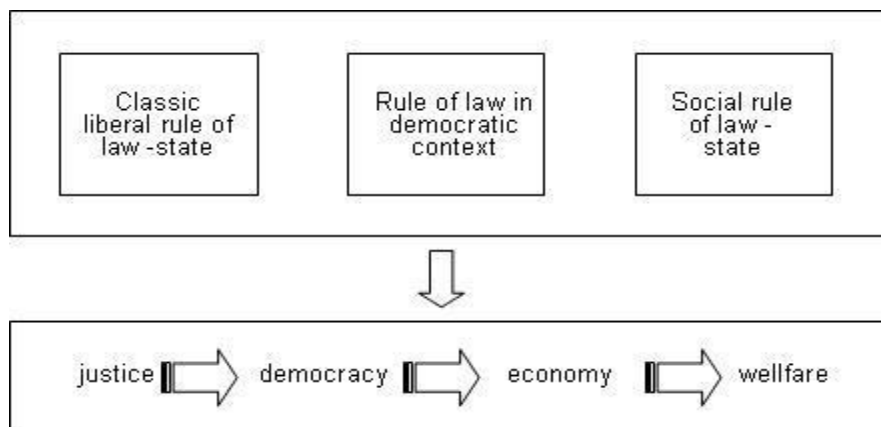 Classic
liberal rule of
law -state
Rule of law in
democratic
context
Social rule
of law -
state
justice democracy economy wellfare